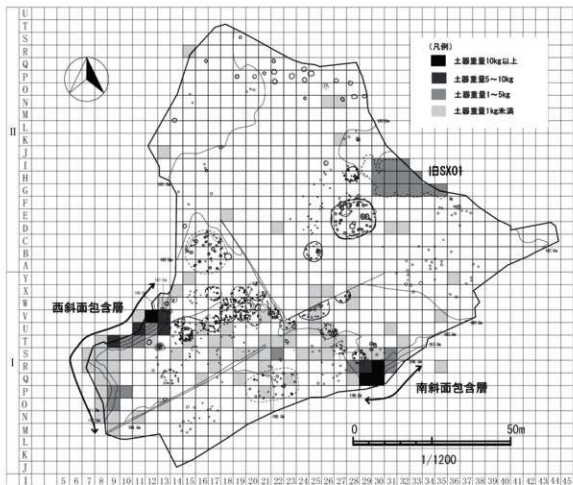 (凡例)
土器重量10kg以上
土器重量5~10kg
土器重量1~5kg
土器重量1kg未満
U
T
S
R
Q
P
O
N
M
L
K
J
I
H
G
F
E
D
C
B
A
Y
X
W
V
U
T
S
R
Q
P
O
N
M
L
K
J
I
II
I
旧SX01
西斜面包含層
南斜面包含層
0 50m
1/1200
5 6 7 8 9 10 11 12 13 14 15 16 17 18 19 20 21 22 23 24 25 26 27 28 29 30 31 32 33 34 35 36 37 38 39 40 41 42 43 44 45